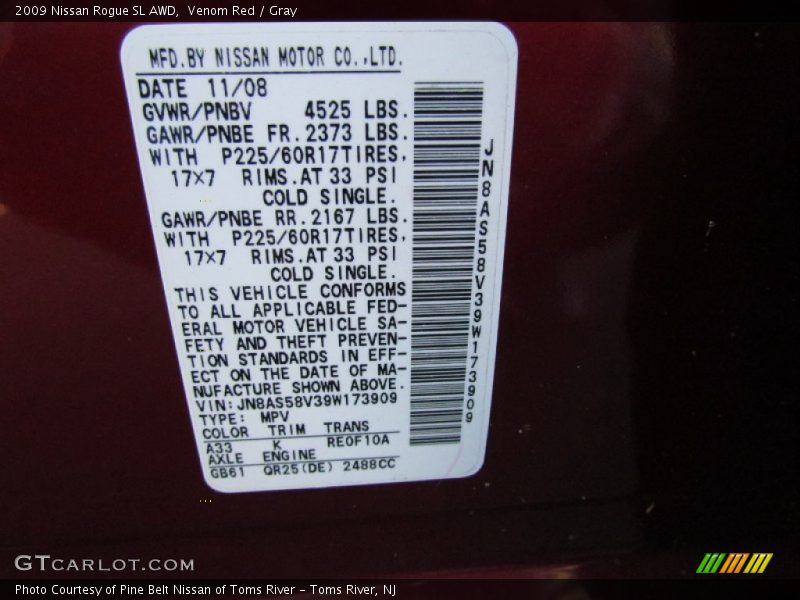 2009 Nissan Rogue SL AWD,  Venom Red / Gray
MFD.BY NISSAN MOTOR CO.,LTD.
DATE 11/08
GVWR/PNBV 4525 LBS.
GAWR/PNBE FR.2373 LBS.
WITH P225/60R17TIRES,
17×7 RIMS.AT 33 PSI
COLD SINGLE.
GAWR/PNBE RR.2167 LBS.
WITH P225/60R17TIRES,
17×7 RIMS.AT 33 PSI
COLD SINGLE.
THIS VEHICLE CONFORMS
TO ALL APPLICABLE FED-
ERAL MOTOR VEHICLE SA-
FETY AND THEFT PREVEN-
TION STANDARDS IN EFF-
ECT ON THE DATE OF MA-
NUFACTURE SHOWN ABOVE.
VIN:JN8AS58V39W173909
TYPE: MPV
COLOR TRIM TRANS
A33 K RE0F10A
AXLE ENGINE
GB61 QR25(DE) 2488CC
JN8AS58V39W173909
GTCARLOT.COM
Photo Courtesy of Pine Belt Nissan of Toms River – Toms River, NJ